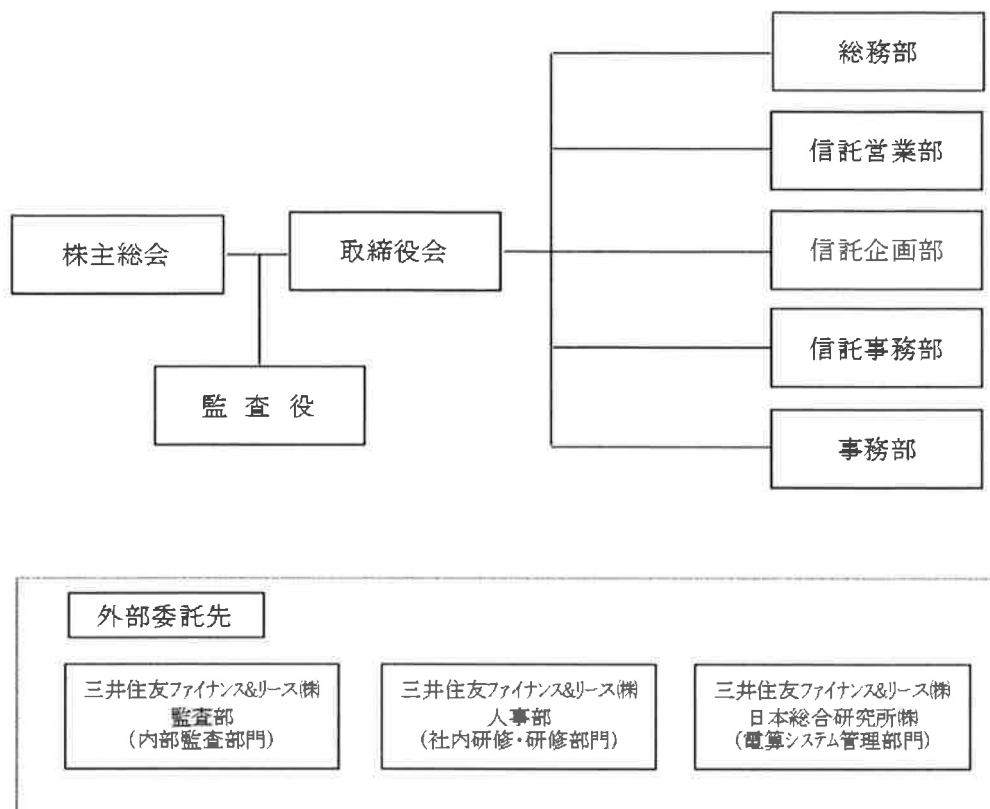 総務部
信託営業部
株主総会
取締役会
信託企画部
信託事務部
監 査 役
事務部
外部委託先
三井住友ファイナンス&リース㈱
監査部
(内部監査部門)
三井住友ファイナンス&リース㈱
人事部
(社内研修・研修部門)
三井住友ファイナンス&リース㈱
日本総合研究所㈱
(電算システム管理部門)